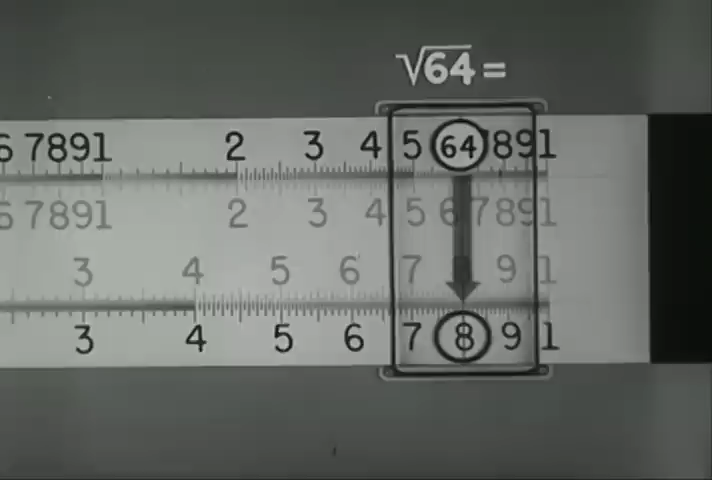 √64 =
6 7 8 9 1 2 3 4 5 64 7 8 9 1
6 7 8 9 1 2 3 4 5 6 7 8 9 1
3 4 5 6 7 9 1
3 4 5 6 7 8 9 1